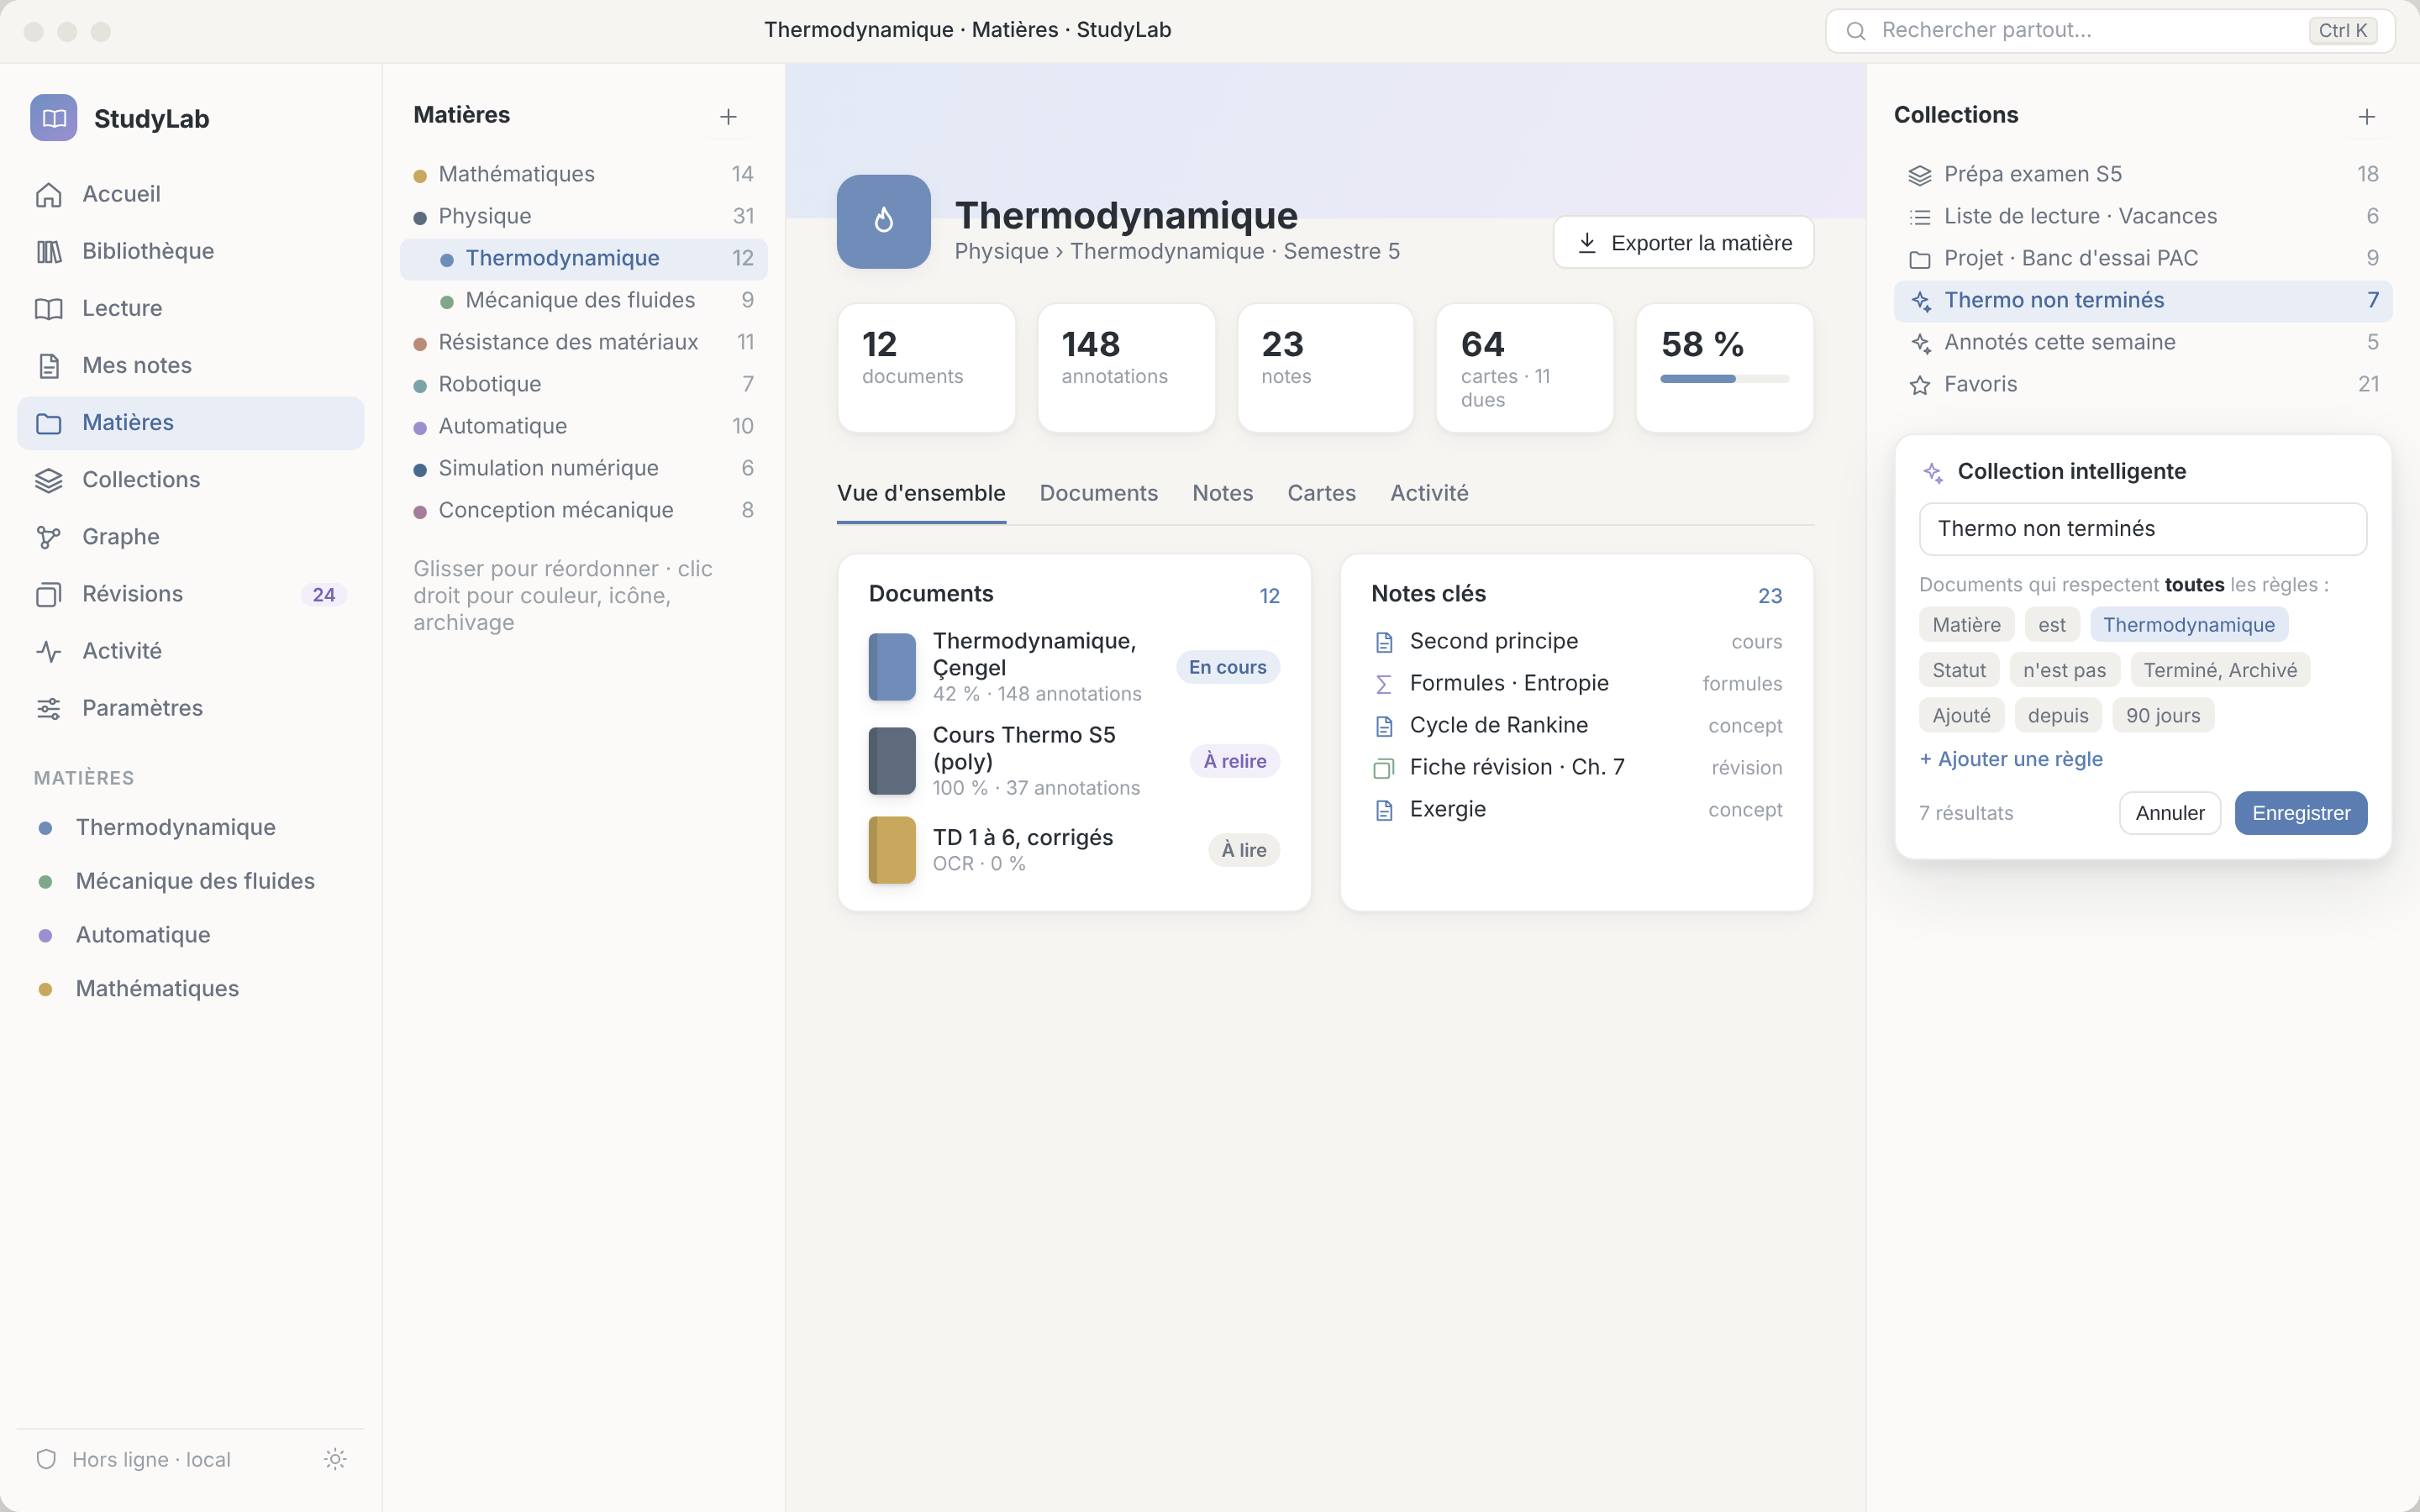 Thermodynamique · Matières · StudyLab
Rechercher partout...
Ctrl K
StudyLab
Accueil
Bibliothèque
Lecture
Mes notes
Matières
Collections
Graphe
Révisions 24
Activité
Paramètres
MATIÈRES
Thermodynamique
Mécanique des fluides
Automatique
Mathématiques
Hors ligne · local
Matières
Mathématiques 14
Physique 31
Thermodynamique 12
Mécanique des fluides 9
Résistance des matériaux 11
Robotique 7
Automatique 10
Simulation numérique 6
Conception mécanique 8
Glisser pour réordonner · clic
droit pour couleur, icône,
archivage
Thermodynamique
Physique › Thermodynamique · Semestre 5
Exporter la matière
12
documents
148
annotations
23
notes
64
cartes · 11
dues
58 %
Vue d'ensemble
Documents
Notes
Cartes
Activité
Documents 12
Thermodynamique,
Çengel
42 % · 148 annotations
En cours
Cours Thermo S5
(poly)
100 % · 37 annotations
À relire
TD 1 à 6, corrigés
OCR · 0 %
À lire
Notes clés 23
Second principe cours
Formules · Entropie formules
Cycle de Rankine concept
Fiche révision · Ch. 7 révision
Exergie concept
Collections
Prépa examen S5 18
Liste de lecture · Vacances 6
Projet · Banc d'essai PAC 9
Thermo non terminés 7
Annotés cette semaine 5
Favoris 21
Collection intelligente
Thermo non terminés
Documents qui respectent toutes les règles :
Matière est Thermodynamique
Statut n'est pas Terminé, Archivé
Ajouté depuis 90 jours
+ Ajouter une règle
7 résultats
Annuler
Enregistrer